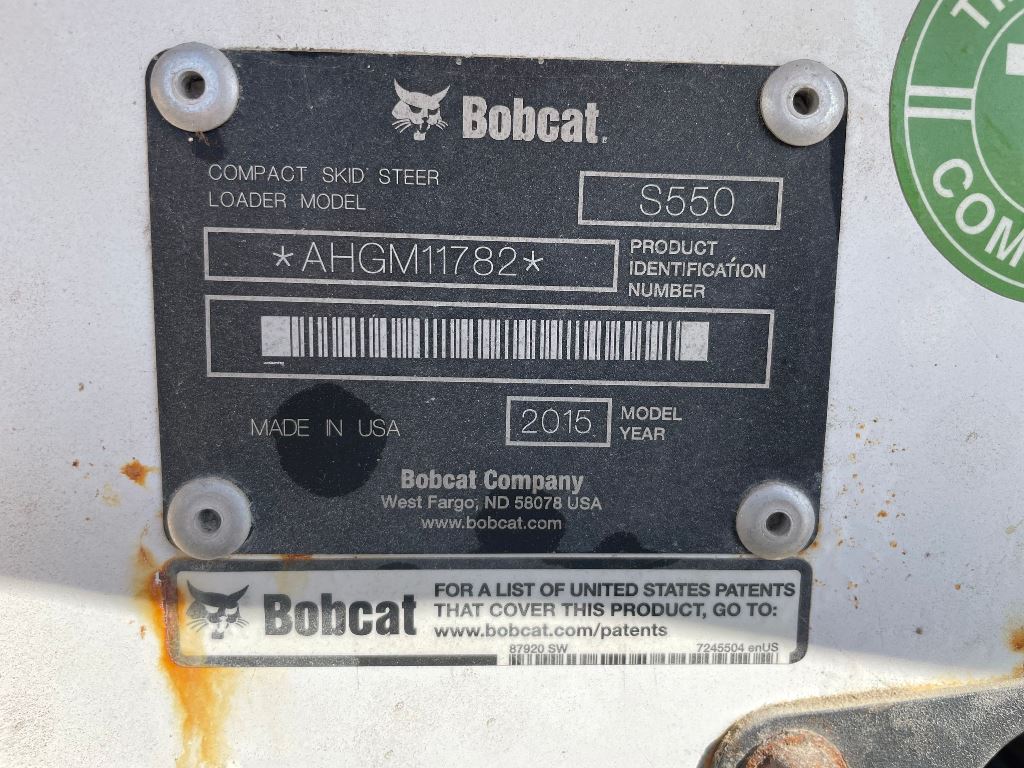 Bobcat
COMPACT SKID STEER
LOADER MODEL
S550
*AHGM11782*
PRODUCT
IDENTIFICATION
NUMBER
MADE IN USA
2015
MODEL
YEAR
Bobcat Company
West Fargo, ND 58078 USA
www.bobcat.com
Bobcat
FOR A LIST OF UNITED STATES PATENTS
THAT COVER THIS PRODUCT, GO TO:
www.bobcat.com/patents
87920 SW
7245504 enUS